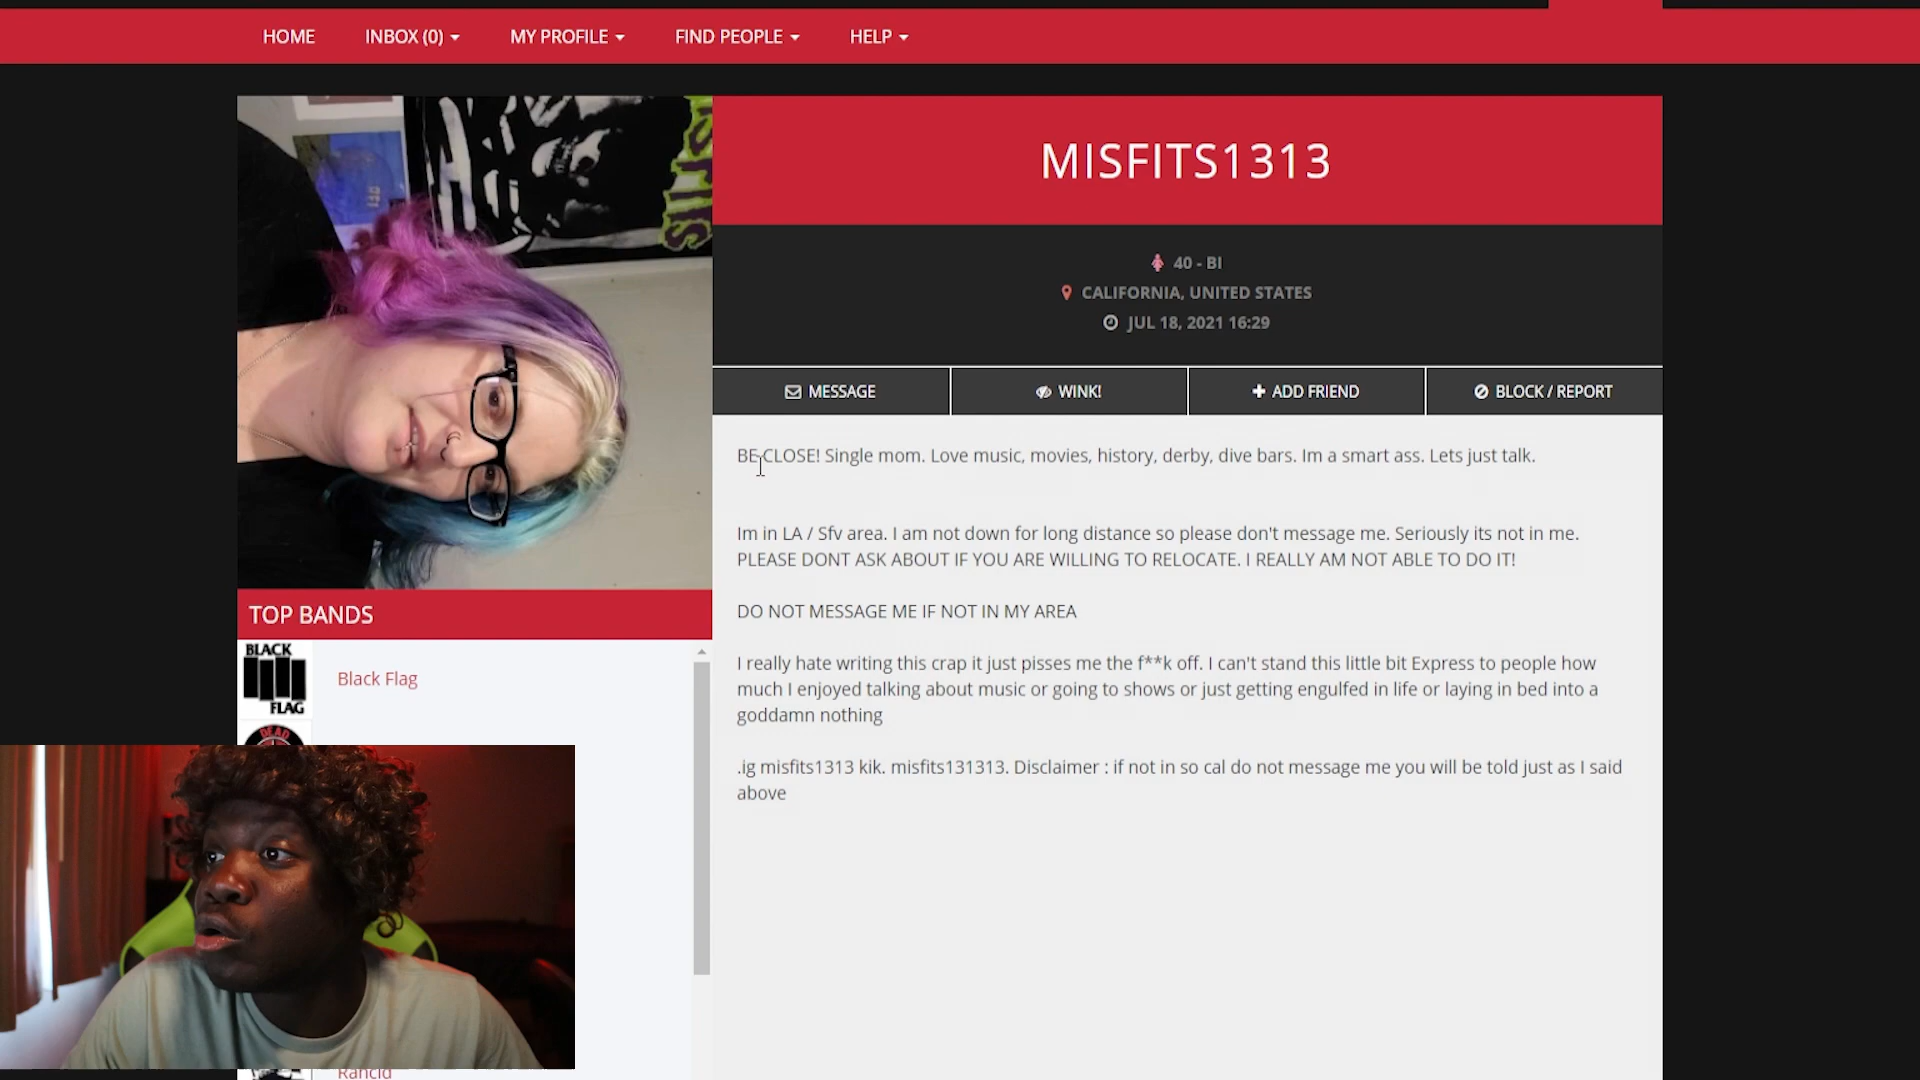 HOME INBOX (0) MY PROFILE FIND PEOPLE HELP
MISFITS1313
40 - BI
CALIFORNIA, UNITED STATES
JUL 18, 2021 16:29
MESSAGE WINK! ADD FRIEND BLOCK / REPORT
BE CLOSE! Single mom. Love music, movies, history, derby, dive bars. Im a smart ass. Lets just talk.
Im in LA / Sfv area. I am not down for long distance so please don't message me. Seriously its not in me.
PLEASE DONT ASK ABOUT IF YOU ARE WILLING TO RELOCATE. I REALLY AM NOT ABLE TO DO IT!
DO NOT MESSAGE ME IF NOT IN MY AREA
I really hate writing this crap it just pisses me the f**k off. I can't stand this little bit Express to people how
much I enjoyed talking about music or going to shows or just getting engulfed in life or laying in bed into a
goddamn nothing
.ig misfits1313 kik. misfits131313. Disclaimer : if not in so cal do not message me you will be told just as I said
above
TOP BANDS
BLACK
FLAG
Black Flag
DEAD
Rancid